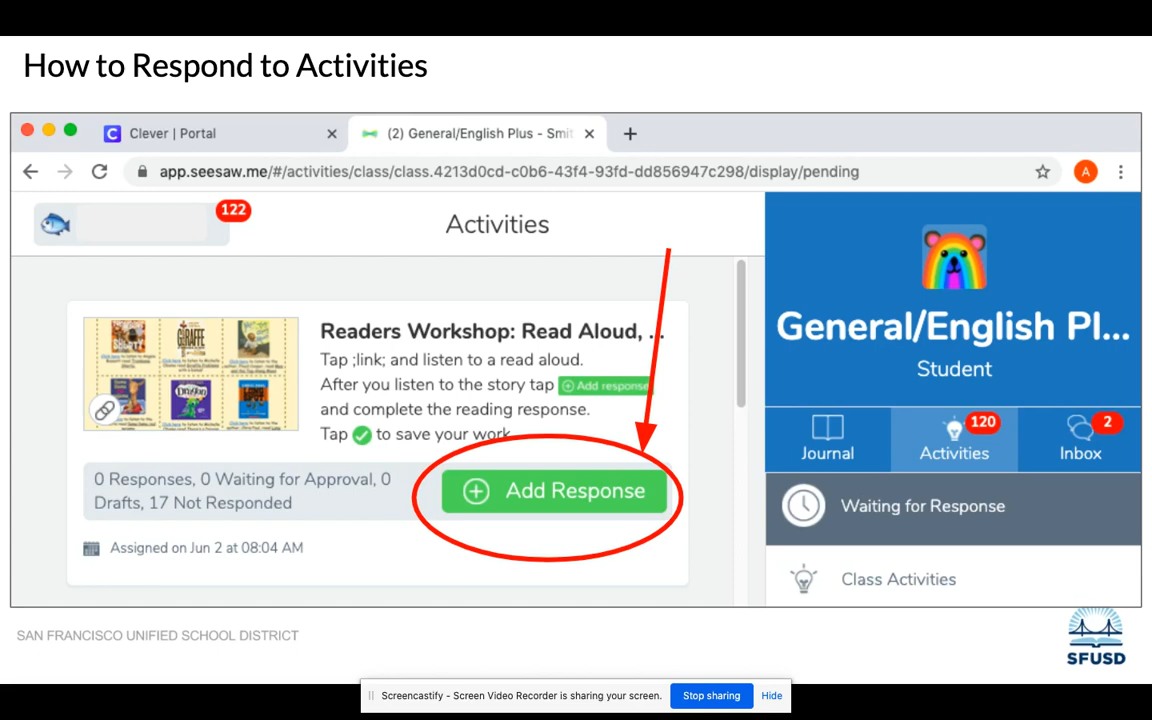 How to Respond to Activities
Clever | Portal
(2) General/English Plus - Smit
app.seesaw.me/#/activities/class/class.4213d0cd-c0b6-43f4-93fd-dd856947c298/display/pending
A
122
Activities
Readers Workshop: Read Aloud, ...
Tap ;link; and listen to a read aloud.
After you listen to the story tap Add response
and complete the reading response.
Tap to save your work
GIRAFFE
Dragon
0 Responses, 0 Waiting for Approval, 0
Drafts, 17 Not Responded
Add Response
Assigned on Jun 2 at 08:04 AM
General/English Pl...
Student
Journal
Activities
120
Inbox
2
Waiting for Response
Class Activities
SAN FRANCISCO UNIFIED SCHOOL DISTRICT
SFUSD
Screencastify - Screen Video Recorder is sharing your screen.
Stop sharing
Hide